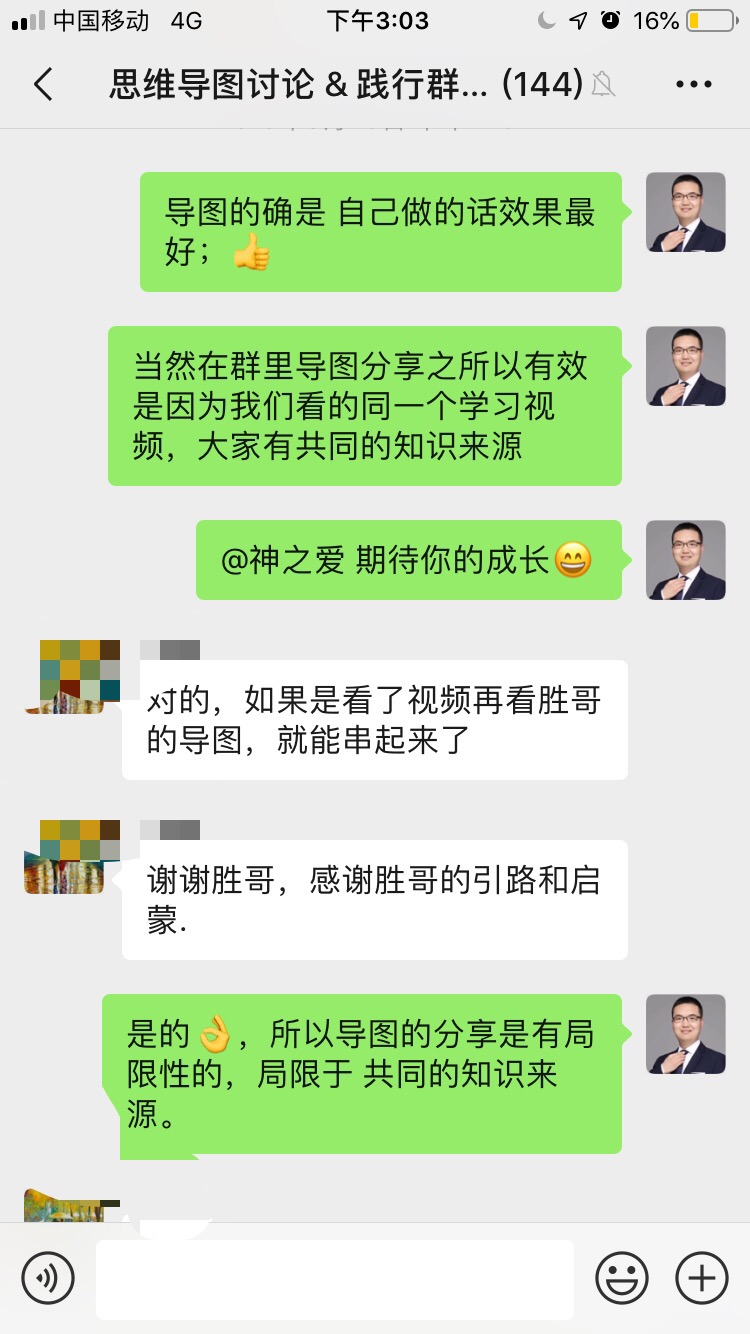 中国移动 4G 下午3:03 16%
思维导图讨论 & 践行群... (144)
导图的确是 自己做的话效果最
好；👍
当然在群里导图分享之所以有效
是因为我们看的同一个学习视
频，大家有共同的知识来源
@神之爱 期待你的成长😄
对的，如果是看了视频再看胜哥
的导图，就能串起来了
谢谢胜哥，感谢胜哥的引路和启
蒙.
是的👌，所以导图的分享是有局
限性的，局限于 共同的知识来
源。